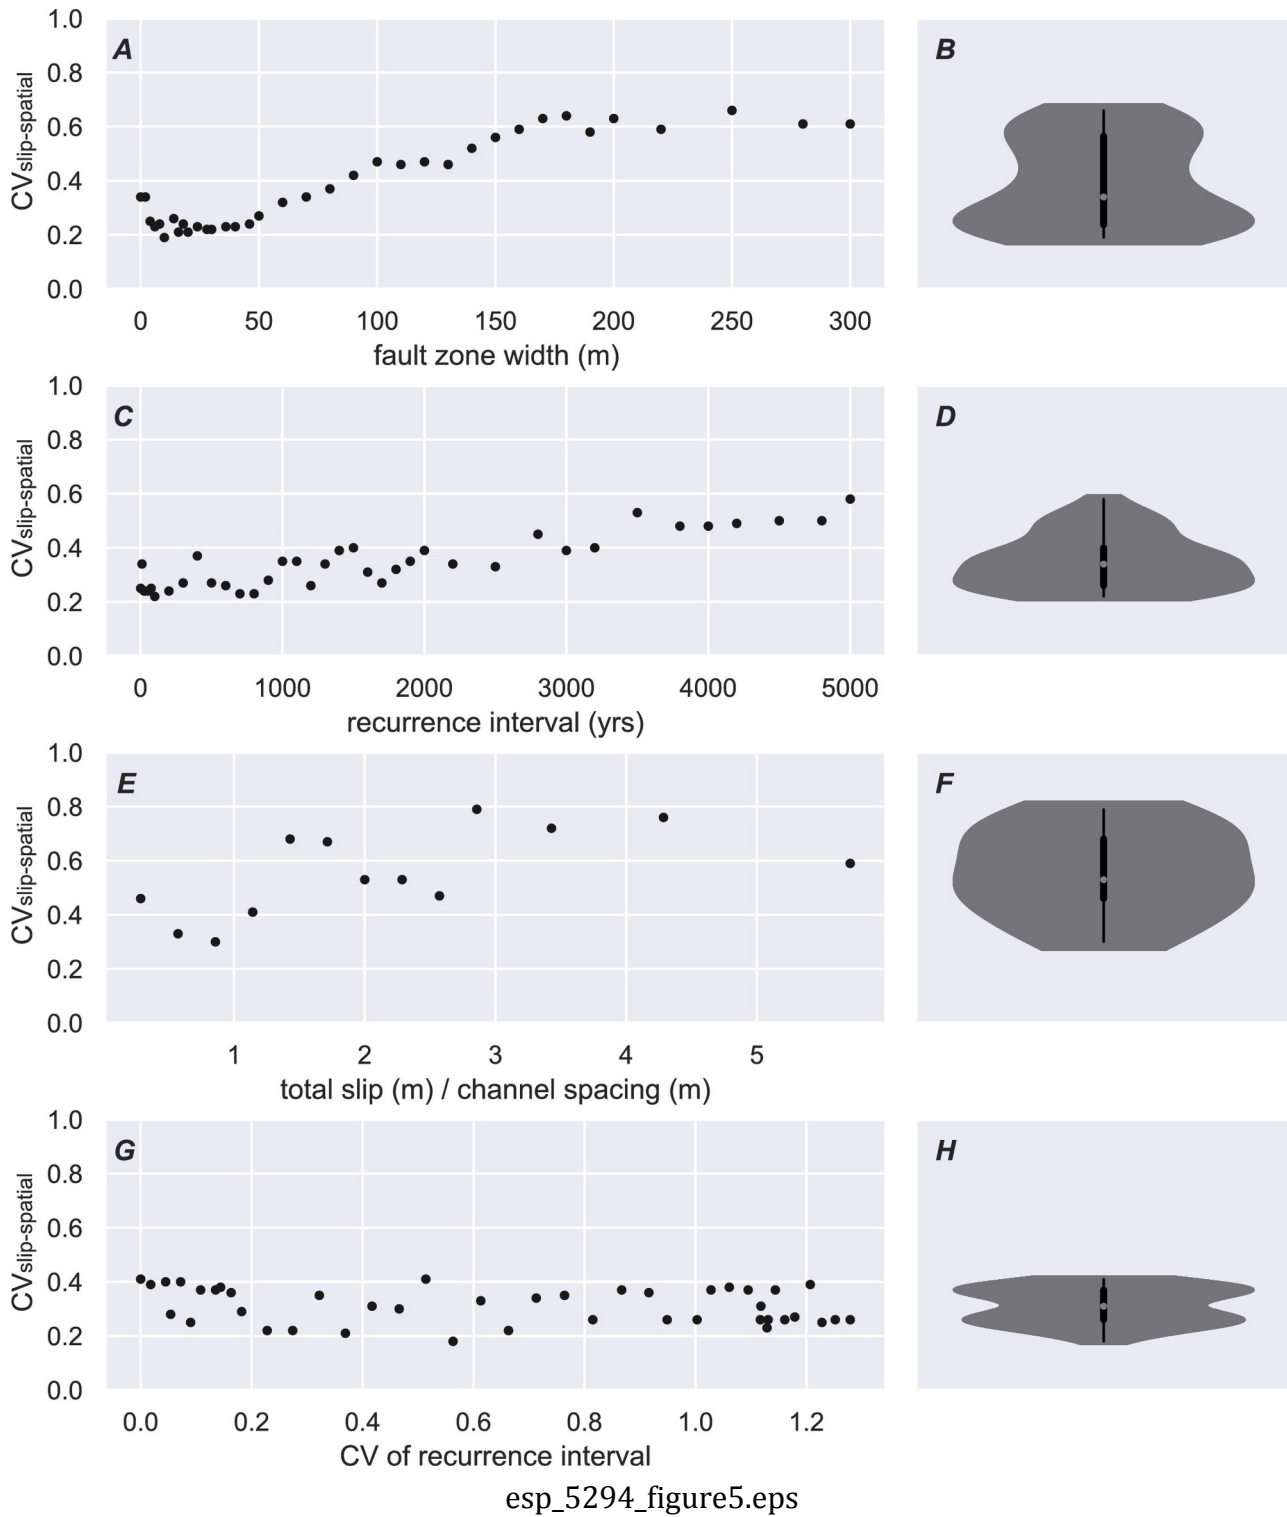 A
B
1.0
0.8
0.6
0.4
0.2
0.0
CVslip-spatial
0 50 100 150 200 250 300
fault zone width (m)
C
D
1.0
0.8
0.6
0.4
0.2
0.0
CVslip-spatial
0 1000 2000 3000 4000 5000
recurrence interval (yrs)
E
F
1.0
0.8
0.6
0.4
0.2
0.0
CVslip-spatial
1 2 3 4 5
total slip (m) / channel spacing (m)
G
H
1.0
0.8
0.6
0.4
0.2
0.0
CVslip-spatial
0.0 0.2 0.4 0.6 0.8 1.0 1.2
CV of recurrence interval
esp_5294_figure5.eps